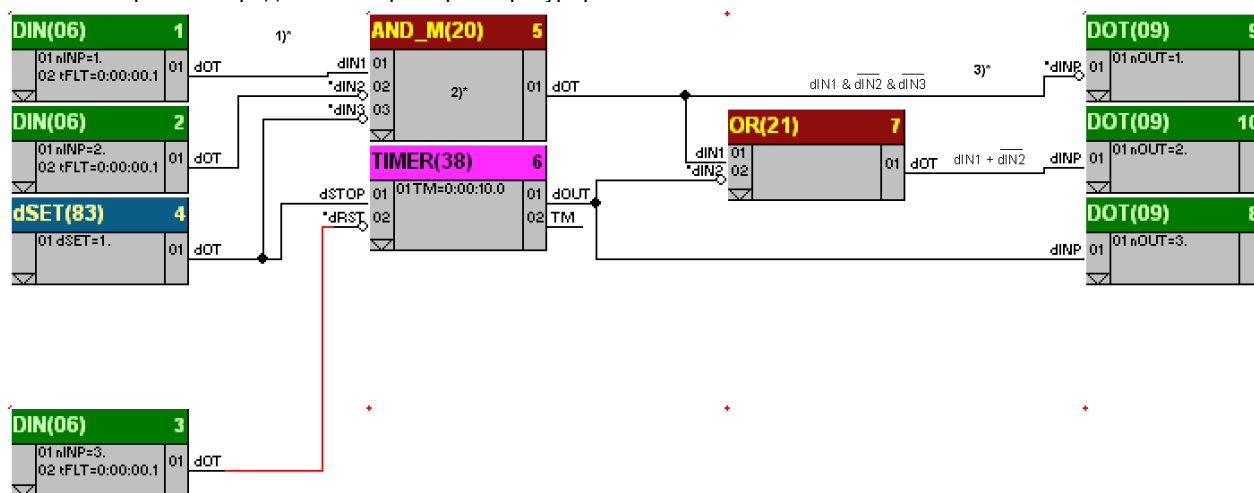 DIN(06) 1
01 nINP=1.
02 tFLT=0:00:00.1
01 dOT
1)*
DIN(06) 2
01 nINP=2.
02 tFLT=0:00:00.1
01 dOT
dSET(83) 4
01 dSET=1.
01 dOT
DIN(06) 3
01 nINP=3.
02 tFLT=0:00:00.1
01 dOT
AND_M(20) 5
dIN1 01
*dIN2 02
*dIN3 03
2)*
01 dOT
TIMER(38) 6
dSTOP 01
*dRST 02
01 TM=0:00:10.0
01 dOUT
02 TM
dIN1 & dIN2 & dIN3
3)*
OR(21) 7
dIN1 01
*dIN2 02
01 dOT
dIN1 + dIN2
DOT(09) 9
*dINP 01
01 nOUT=1.
DOT(09) 10
dINP 01
01 nOUT=2.
DOT(09) 8
dINP 01
01 nOUT=3.